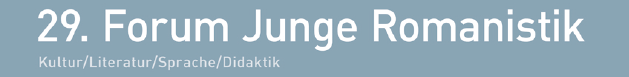 29. Forum Junge Romanistik
Kultur/Literatur/Sprache/Didaktik